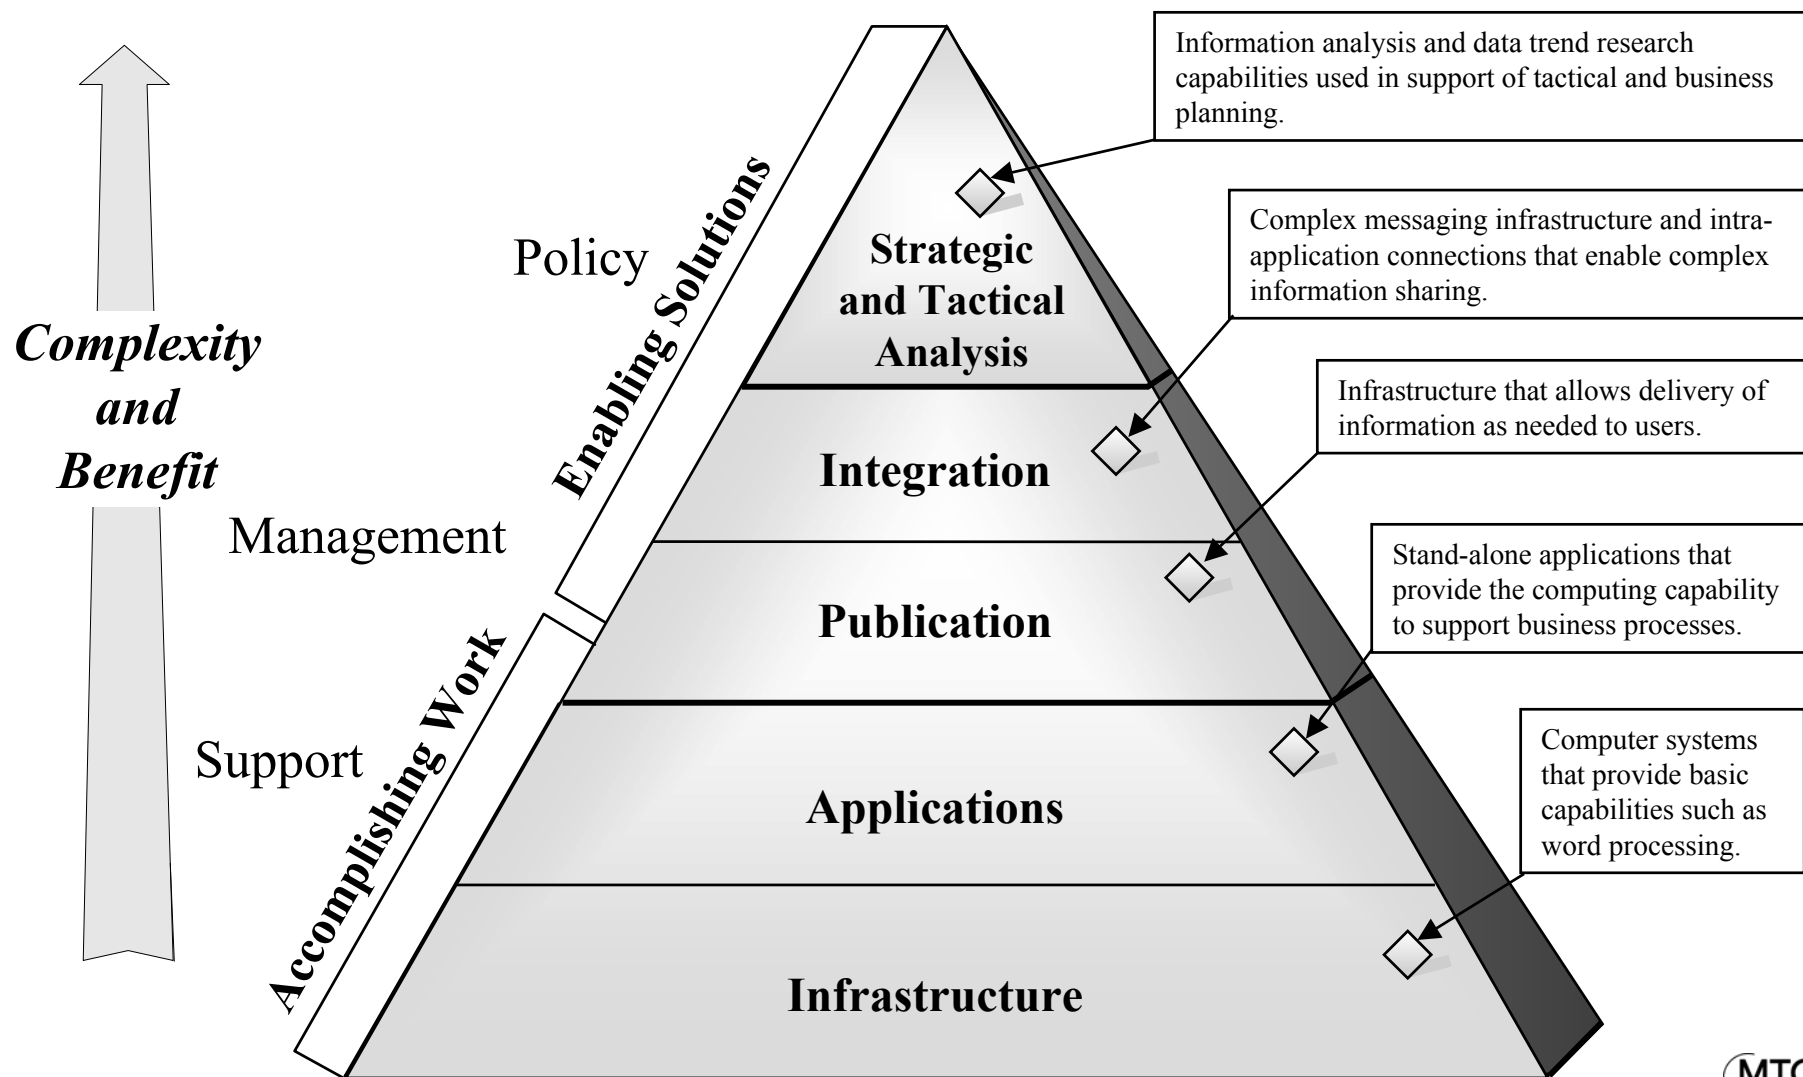 Information analysis and data trend research
capabilities used in support of tactical and business
planning.
Complex messaging infrastructure and intra-
application connections that enable complex
information sharing.
Policy
Enabling Solutions
Strategic
and Tactical
Analysis
Complexity
and
Benefit
Infrastructure that allows delivery of
information as needed to users.
Integration
Management
Stand-alone applications that
provide the computing capability
to support business processes.
Publication
Support
Accomplishing Work
Applications
Computer systems
that provide basic
capabilities such as
word processing.
Infrastructure